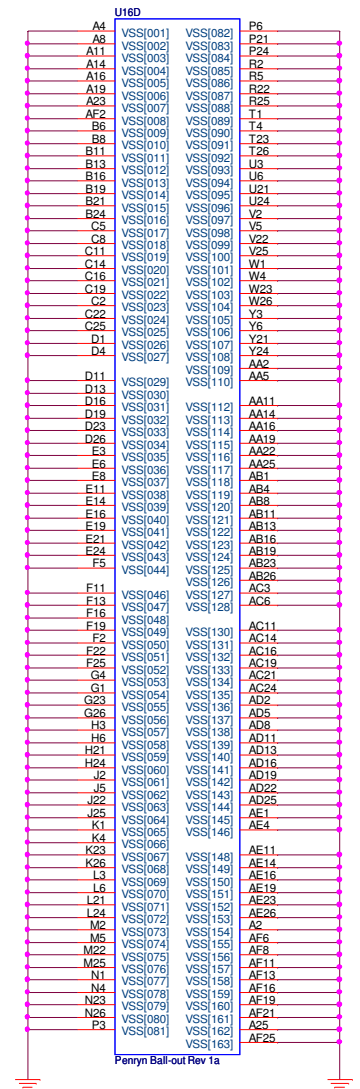 U16D
A4 VSS[001] VSS[082] P6
A8 VSS[002] VSS[083] P21
A11 VSS[003] VSS[084] P24
A14 VSS[004] VSS[085] R2
A16 VSS[005] VSS[086] R5
A19 VSS[006] VSS[087] R22
A23 VSS[007] VSS[088] R25
AF2 VSS[008] VSS[089] T1
B6 VSS[009] VSS[090] T4
B8 VSS[010] VSS[091] T23
B11 VSS[011] VSS[092] T26
B13 VSS[012] VSS[093] U3
B16 VSS[013] VSS[094] U6
B19 VSS[014] VSS[095] U21
B21 VSS[015] VSS[096] U24
B24 VSS[016] VSS[097] V2
C5 VSS[017] VSS[098] V5
C8 VSS[018] VSS[099] V22
C11 VSS[019] VSS[100] V25
C14 VSS[020] VSS[101] W1
C16 VSS[021] VSS[102] W4
C19 VSS[022] VSS[103] W23
C2 VSS[023] VSS[104] W26
C22 VSS[024] VSS[105] Y3
C25 VSS[025] VSS[106] Y6
D1 VSS[026] VSS[107] Y21
D4 VSS[027] VSS[108] Y24
VSS[109] AA2
D11 VSS[029] VSS[110] AA5
D13 VSS[030]
D16 VSS[031] VSS[112] AA11
D19 VSS[032] VSS[113] AA14
D23 VSS[033] VSS[114] AA16
D26 VSS[034] VSS[115] AA19
E3 VSS[035] VSS[116] AA22
E6 VSS[036] VSS[117] AA25
E8 VSS[037] VSS[118] AB1
E11 VSS[038] VSS[119] AB4
E14 VSS[039] VSS[120] AB8
E16 VSS[040] VSS[121] AB11
E19 VSS[041] VSS[122] AB13
E21 VSS[042] VSS[123] AB16
E24 VSS[043] VSS[124] AB19
F5 VSS[044] VSS[125] AB23
VSS[126] AB26
F11 VSS[046] VSS[127] AC3
F13 VSS[047] VSS[128] AC6
F16 VSS[048]
F19 VSS[049] VSS[130] AC11
F2 VSS[050] VSS[131] AC14
F22 VSS[051] VSS[132] AC16
F25 VSS[052] VSS[133] AC19
G4 VSS[053] VSS[134] AC21
G1 VSS[054] VSS[135] AC24
G23 VSS[055] VSS[136] AD2
G26 VSS[056] VSS[137] AD5
H3 VSS[057] VSS[138] AD8
H6 VSS[058] VSS[139] AD11
H21 VSS[059] VSS[140] AD13
H24 VSS[060] VSS[141] AD16
J2 VSS[061] VSS[142] AD19
J5 VSS[062] VSS[143] AD22
J22 VSS[063] VSS[144] AD25
J25 VSS[064] VSS[145] AE1
K1 VSS[065] VSS[146] AE4
K4 VSS[066]
K23 VSS[067] VSS[148] AE11
K26 VSS[068] VSS[149] AE14
L3 VSS[069] VSS[150] AE16
L6 VSS[070] VSS[151] AE19
L21 VSS[071] VSS[152] AE23
L24 VSS[072] VSS[153] AE26
M2 VSS[073] VSS[154] A2
M5 VSS[074] VSS[155] AF6
M22 VSS[075] VSS[156] AF8
M25 VSS[076] VSS[157] AF11
N1 VSS[077] VSS[158] AF13
N4 VSS[078] VSS[159] AF16
N23 VSS[079] VSS[160] AF19
N26 VSS[080] VSS[161] AF21
P3 VSS[081] VSS[162] A25
VSS[163] AF25
Penryn Ball-out Rev 1a